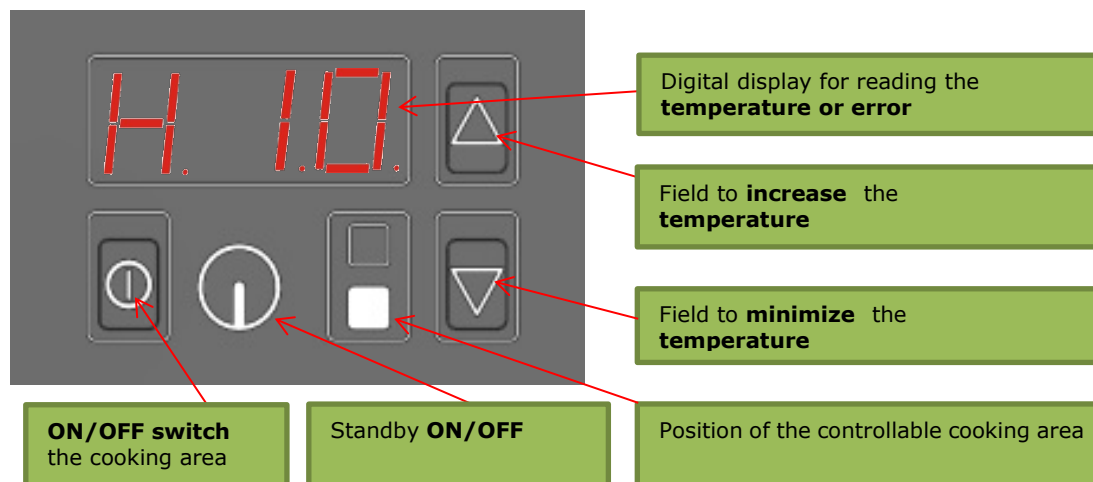 H. 1.0.
Digital display for reading the
temperature or error
Field to increase the
temperature
Field to minimize the
temperature
ON/OFF switch
the cooking area
Standby ON/OFF
Position of the controllable cooking area